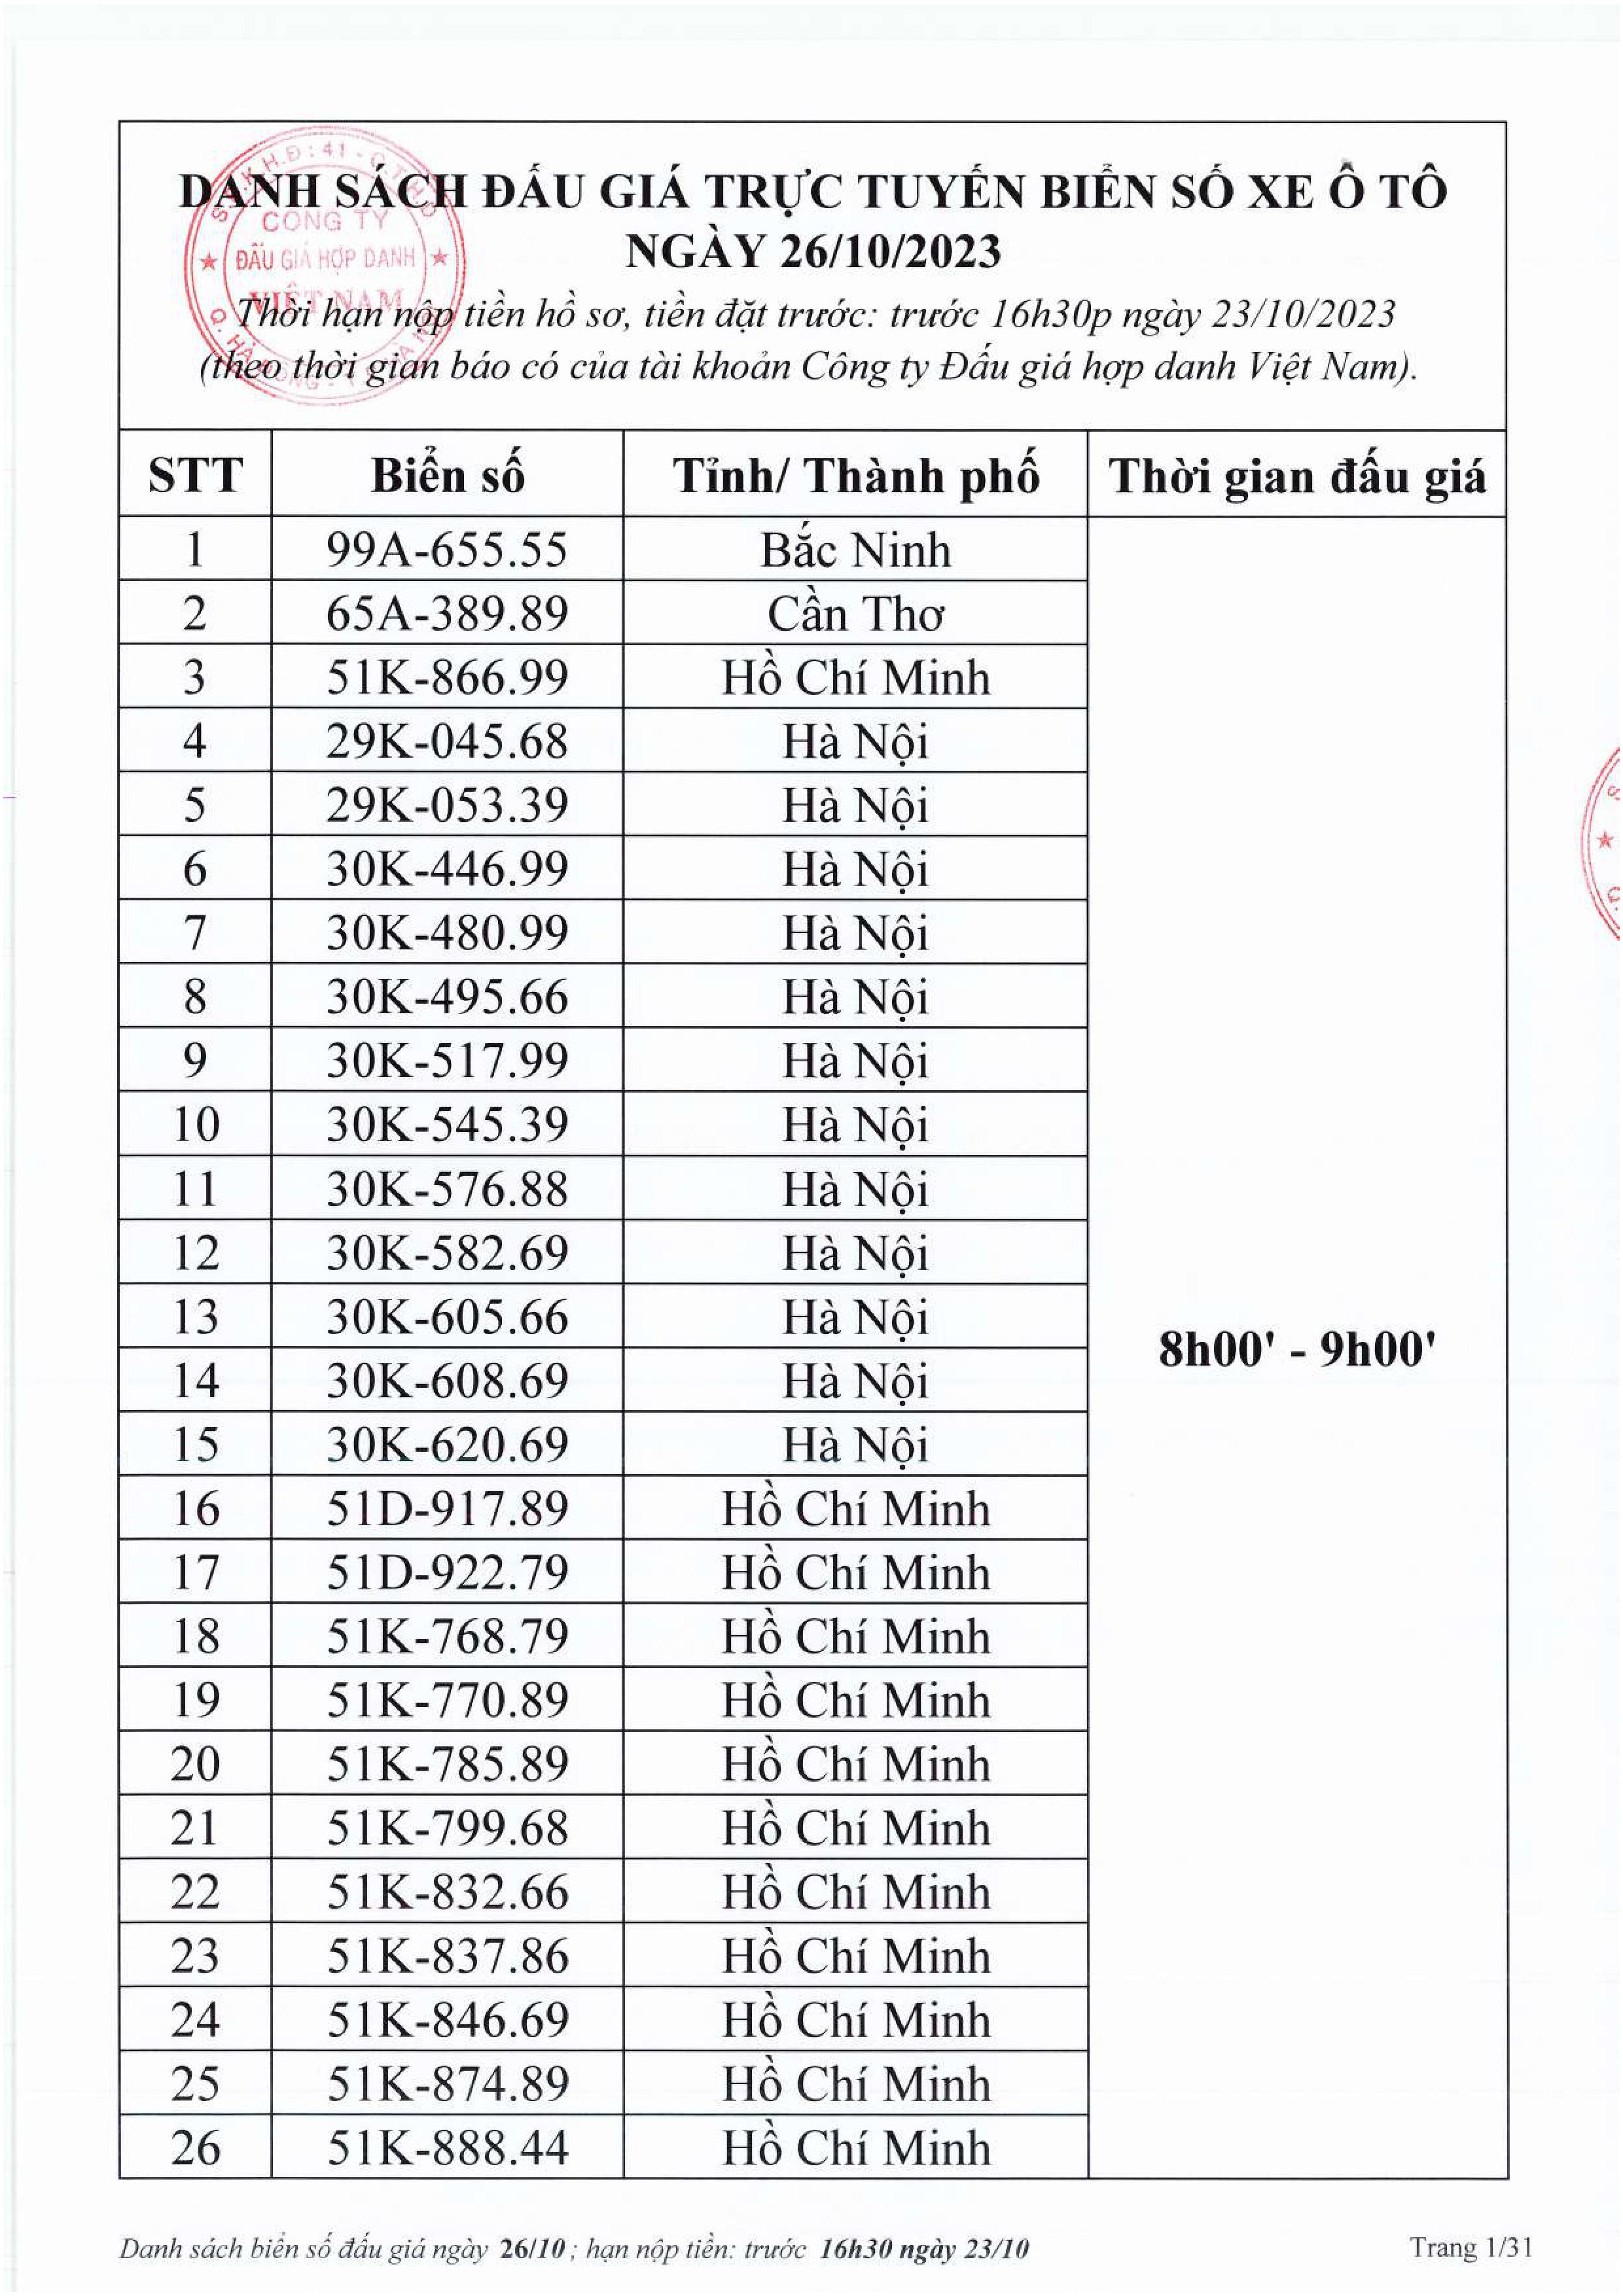 DANH SÁCH ĐẤU GIÁ TRỰC TUYẾN BIỂN SỐ XE Ô TÔ
NGÀY 26/10/2023
Thời hạn nộp tiền hồ sơ, tiền đặt trước: trước 16h30p ngày 23/10/2023
(theo thời gian báo có của tài khoản Công ty Đấu giá hợp danh Việt Nam).
CÔNG TY
ĐẤU GIÁ HỢP DANH
VIỆT NAM
STT Biển số Tỉnh/ Thành phố Thời gian đấu giá
1 99A-655.55 Bắc Ninh
2 65A-389.89 Cần Thơ
3 51K-866.99 Hồ Chí Minh
4 29K-045.68 Hà Nội
5 29K-053.39 Hà Nội
6 30K-446.99 Hà Nội
7 30K-480.99 Hà Nội
8 30K-495.66 Hà Nội
9 30K-517.99 Hà Nội
10 30K-545.39 Hà Nội
11 30K-576.88 Hà Nội
12 30K-582.69 Hà Nội
13 30K-605.66 Hà Nội
8h00' - 9h00'
14 30K-608.69 Hà Nội
15 30K-620.69 Hà Nội
16 51D-917.89 Hồ Chí Minh
17 51D-922.79 Hồ Chí Minh
18 51K-768.79 Hồ Chí Minh
19 51K-770.89 Hồ Chí Minh
20 51K-785.89 Hồ Chí Minh
21 51K-799.68 Hồ Chí Minh
22 51K-832.66 Hồ Chí Minh
23 51K-837.86 Hồ Chí Minh
24 51K-846.69 Hồ Chí Minh
25 51K-874.89 Hồ Chí Minh
26 51K-888.44 Hồ Chí Minh
Danh sách biển số đấu giá ngày 26/10 ; hạn nộp tiền: trước 16h30 ngày 23/10 Trang 1/31